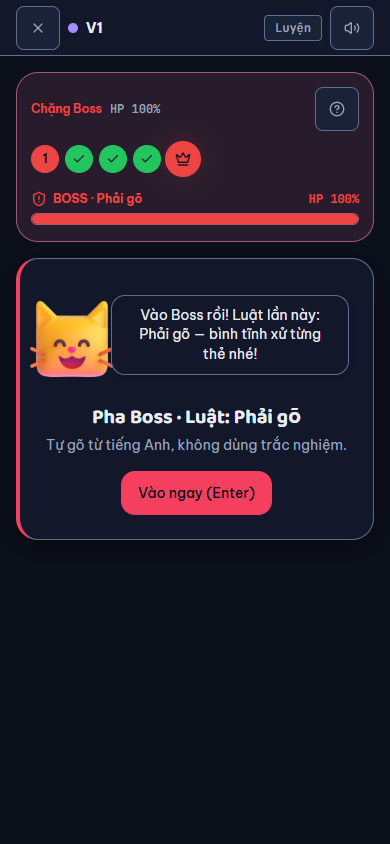 V1
Luyện
Chặng Boss HP 100%
1
BOSS · Phải gõ HP 100%
Vào Boss rồi! Luật lần này:
Phải gõ — bình tĩnh xử từng
thẻ nhé!
Pha Boss · Luật: Phải gõ
Tự gõ từ tiếng Anh, không dùng trắc nghiệm.
Vào ngay (Enter)